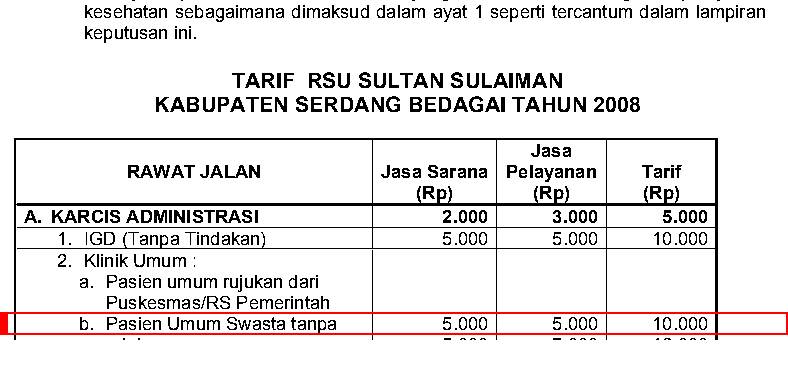 kesehatan sebagaimana dimaksud dalam ayat 1 seperti tercantum dalam lampiran
keputusan ini.
TARIF RSU SULTAN SULAIMAN
KABUPATEN SERDANG BEDAGAI TAHUN 2008
RAWAT JALAN Jasa Sarana (Rp) Jasa Pelayanan (Rp) Tarif (Rp)
A. KARCIS ADMINISTRASI 2.000 3.000 5.000
1. IGD (Tanpa Tindakan) 5.000 5.000 10.000
2. Klinik Umum :
a. Pasien umum rujukan dari
Puskesmas/RS Pemerintah
b. Pasien Umum Swasta tanpa 5.000 5.000 10.000